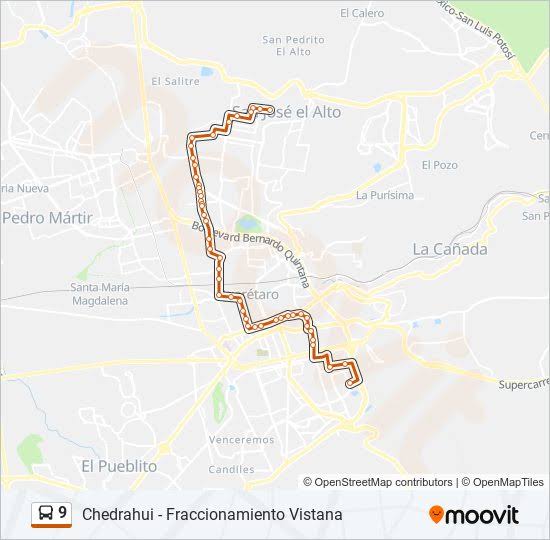 El Calero
xico-San Luis Potosí
San Pedrito
El Alto
El Salitre
San José el Alto
Cene
El Pozo
aria Nueva
La Purísima
San
San P
Pedro Mártir
Boulevard Bernardo Quintana
La Cañada
Santa María
Magdalena
rétaro
Supercarre
Venceremos
El Pueblito
Candiles
© OpenStreetMap contributors | © OpenMapTiles
9 Chedrahui - Fraccionamiento Vistana
moovit